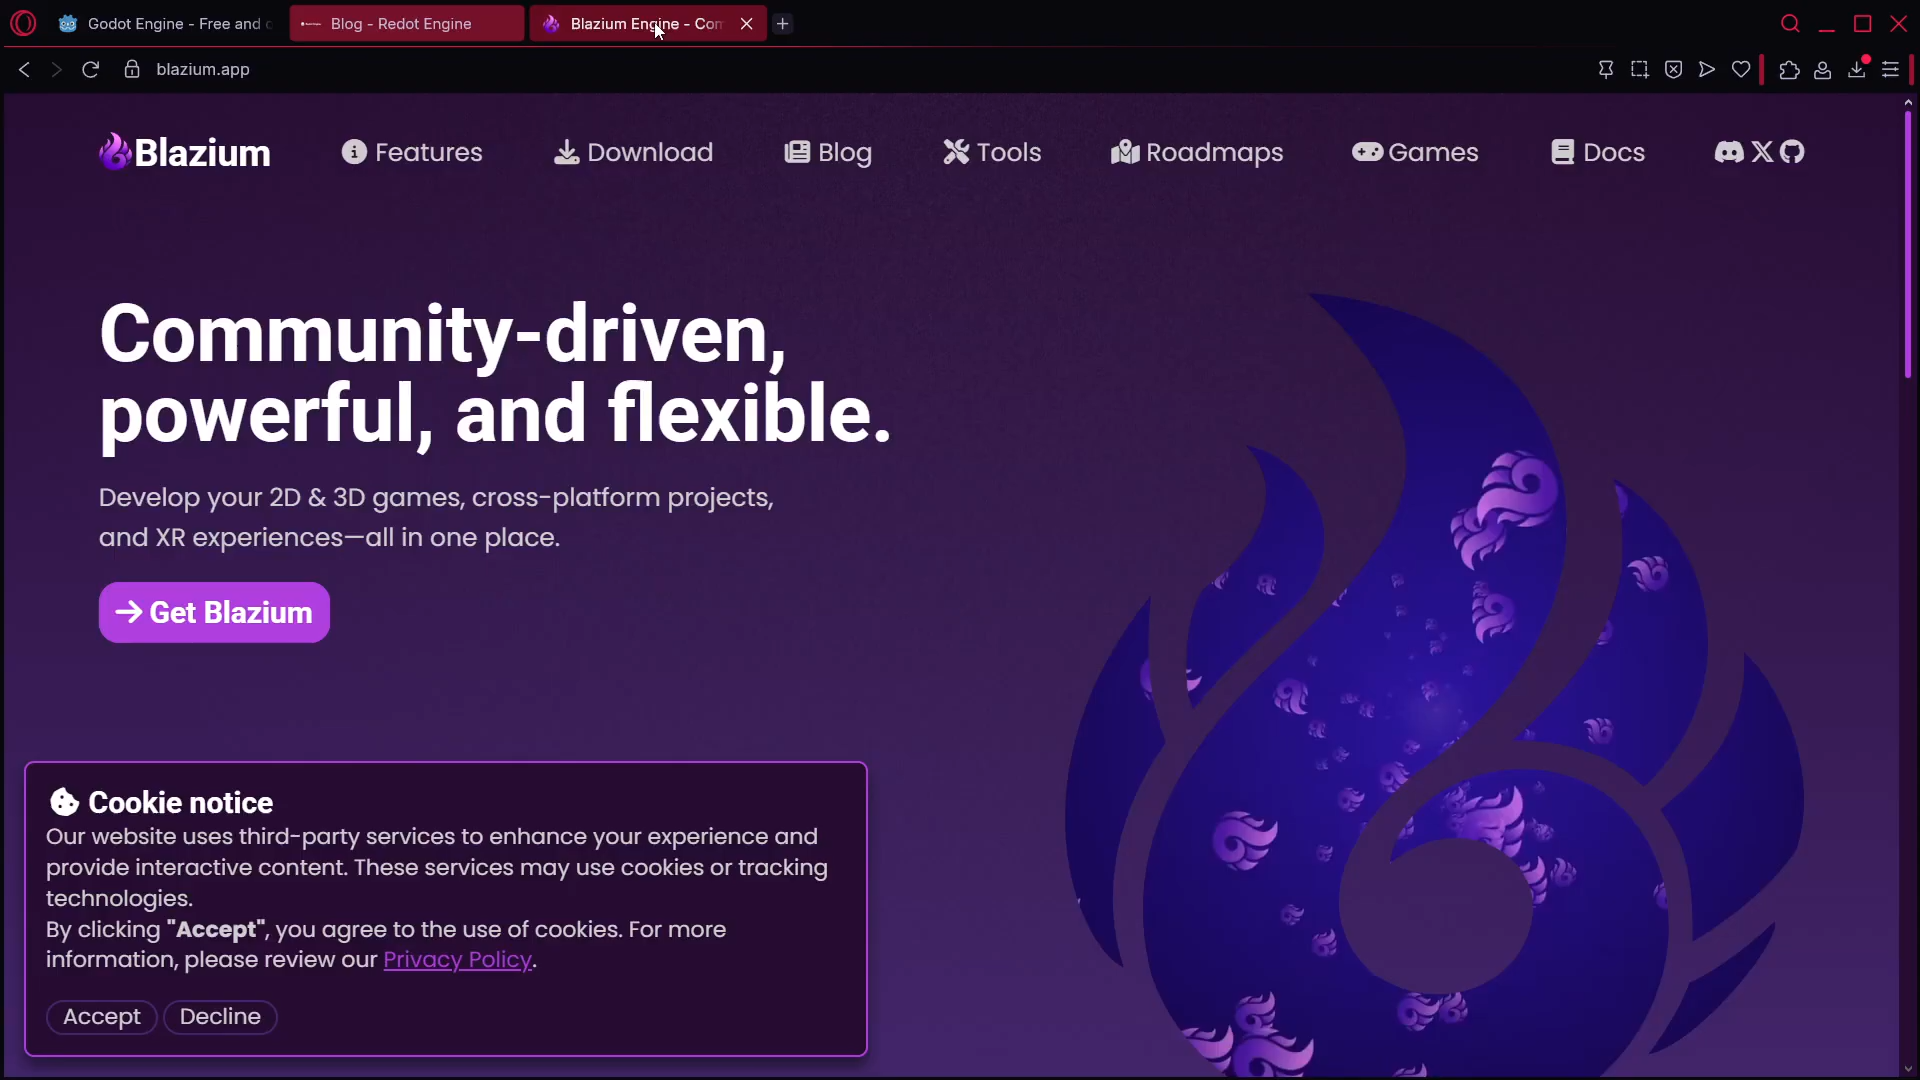 Godot Engine - Free and
Blog - Redot Engine
Blazium Engine - Com
blazium.app
Blazium
Features
Download
Blog
Tools
Roadmaps
Games
Docs
Community-driven,
powerful, and flexible.
Develop your 2D & 3D games, cross-platform projects,
and XR experiences—all in one place.
Get Blazium
Cookie notice
Our website uses third-party services to enhance your experience and
provide interactive content. These services may use cookies or tracking
technologies.
By clicking "Accept", you agree to the use of cookies. For more
information, please review our Privacy Policy.
Accept
Decline